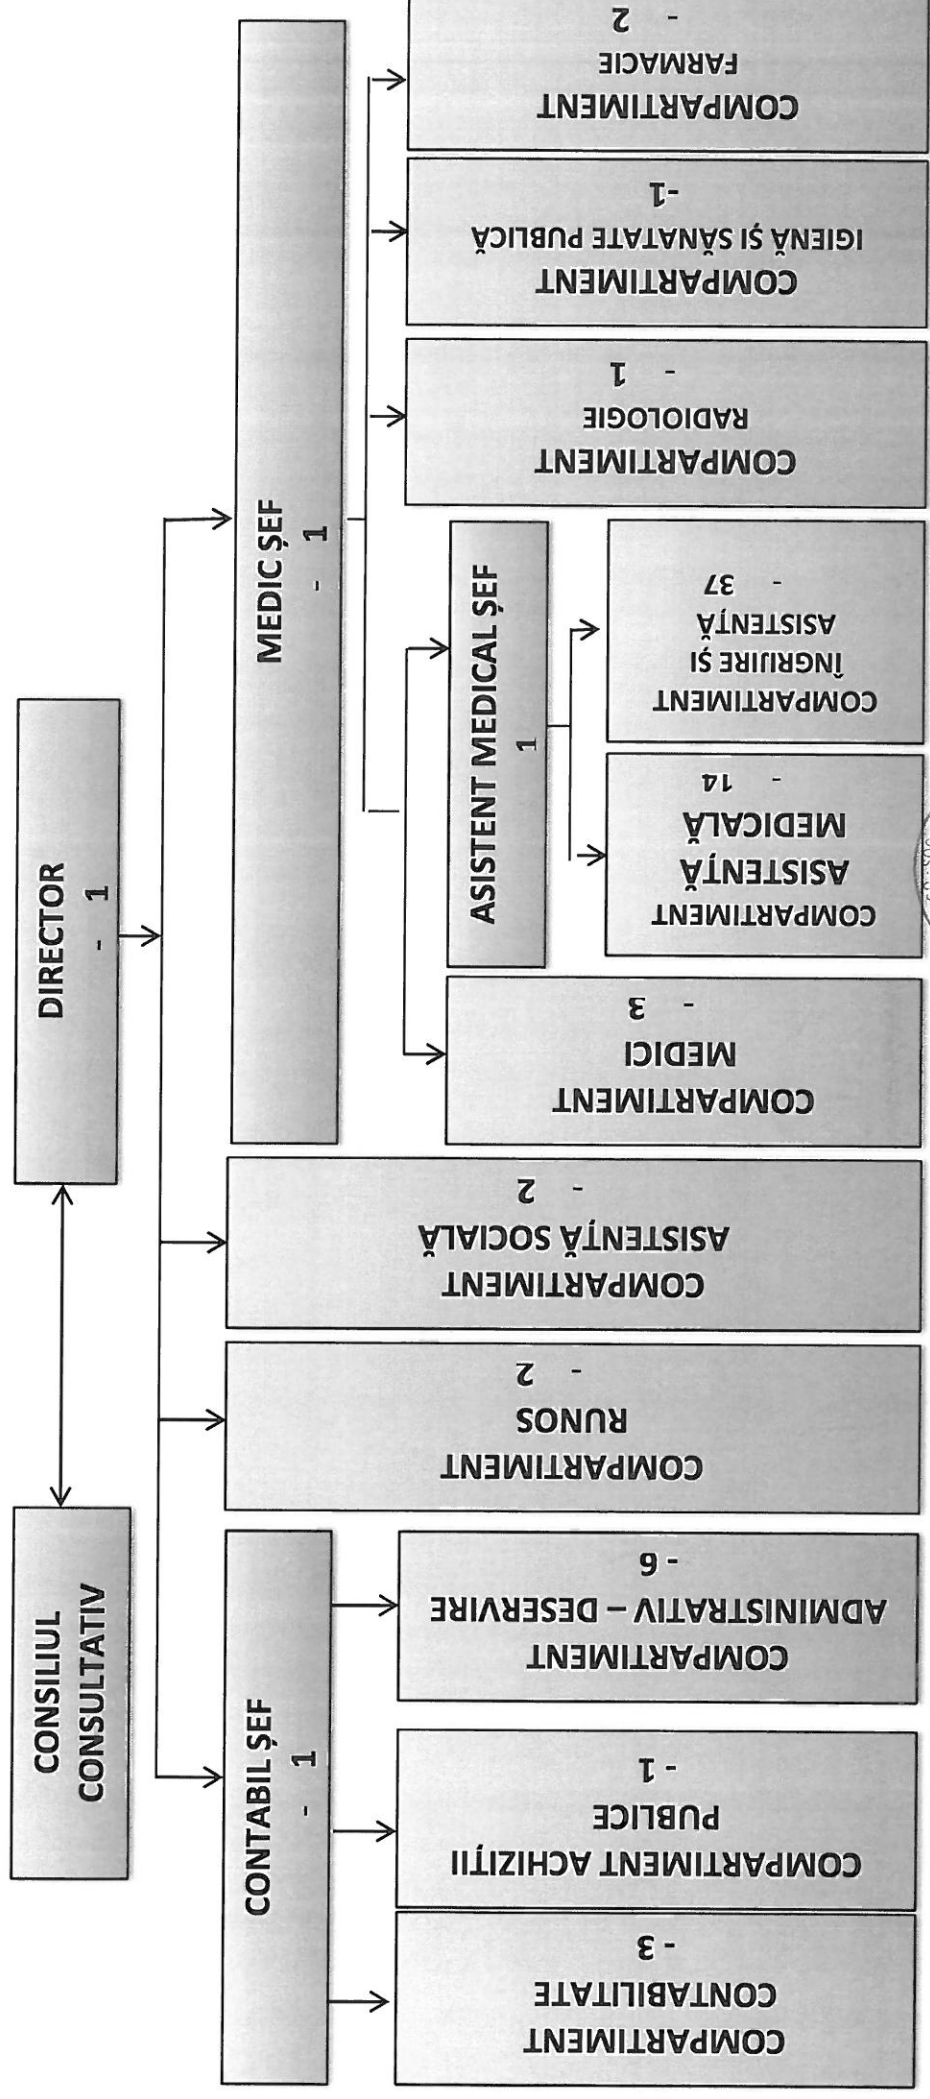 CONSILIUL
CONSULTATIV
DIRECTOR
- 1
CONTABIL ȘEF
- 1
COMPARTIMENT
CONTABILITATE
- 3
COMPARTIMENT ACHIZIȚII
PUBLICE
- 1
COMPARTIMENT
ADMINISTRATIV – DESERVIRE
- 6
COMPARTIMENT
RUNOS
- 2
COMPARTIMENT
ASISTENȚĂ SOCIALĂ
- 2
MEDIC ȘEF
- 1
COMPARTIMENT
MEDICI
- 3
ASISTENT MEDICAL ȘEF
1
COMPARTIMENT
ASISTENȚĂ
MEDICALĂ
- 14
COMPARTIMENT
ÎNGRIJIRE ȘI
ASISTENȚĂ
- 37
COMPARTIMENT
RADIOLOGIE
- 1
COMPARTIMENT
IGIENĂ ȘI SĂNATATE PUBLICĂ
-1
COMPARTIMENT
FARMACIE
- 2